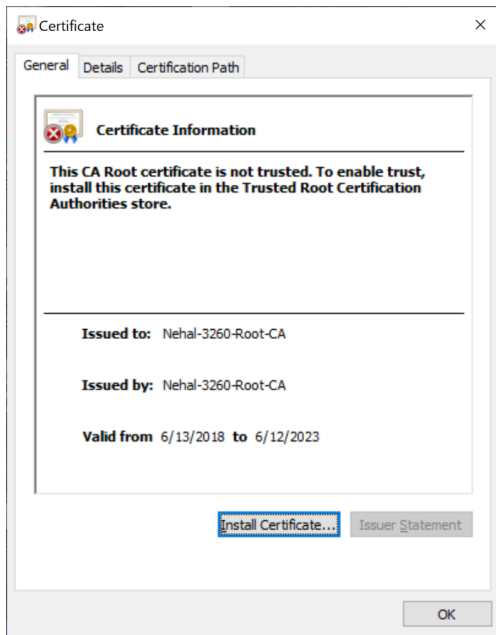 Certificate
General Details Certification Path
Certificate Information
This CA Root certificate is not trusted. To enable trust,
install this certificate in the Trusted Root Certification
Authorities store.
Issued to: Nehal-3260-Root-CA
Issued by: Nehal-3260-Root-CA
Valid from 6/13/2018 to 6/12/2023
Install Certificate... Issuer Statement
OK